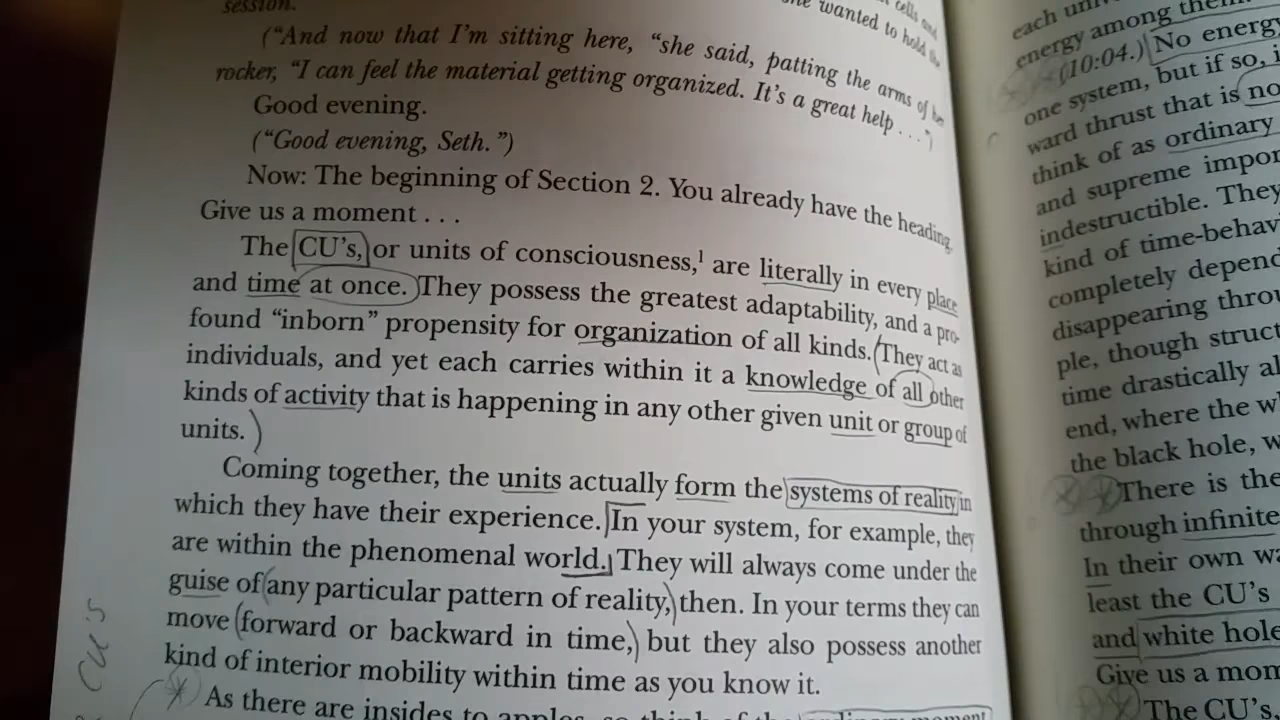 session.
he wanted to hold the
("And now that I'm sitting here, "she said, patting the arms of her
rocker, "I can feel the material getting organized. It's a great help . . .")
Good evening.
("Good evening, Seth.")
Now: The beginning of Section 2. You already have the heading.
Give us a moment . . .
The CU's, or units of consciousness,¹ are literally in every place
and time at once. They possess the greatest adaptability, and a pro-
found "inborn" propensity for organization of all kinds. They act as
individuals, and yet each carries within it a knowledge of all other
kinds of activity that is happening in any other given unit or group of
units.
Coming together, the units actually form the systems of reality in
which they have their experience. In your system, for example, they
are within the phenomenal world. They will always come under the
guise of any particular pattern of reality, then. In your terms they can
move forward or backward in time, but they also possess another
kind of interior mobility within time as you know it.
As there are insides to apples, so think of the ordinary moment
CU's
each
energy among them.
(10:04.) No energy
one system, but if so, i
ward thrust that is no
think of as ordinary
and supreme impor
indestructible. They
kind of time-behav
completely depend
disappearing throu
ple, though struct
time drastically al
end, where the w
the black hole, w
There is the
through infinite
In their own wa
least the CU's
and white hole
Give us a mom
The CU's,